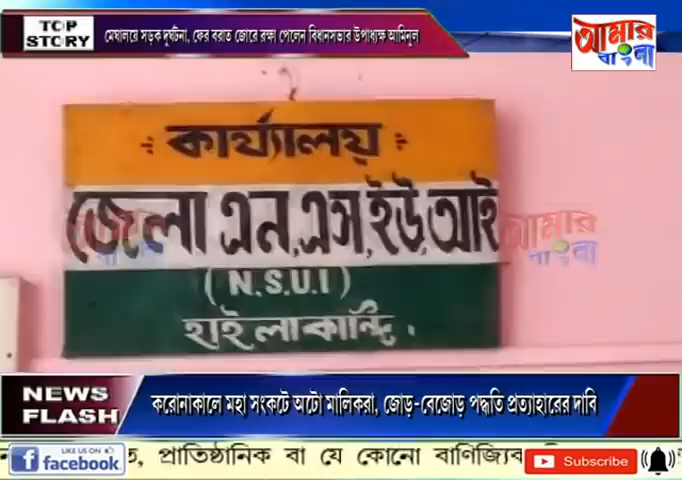 TOP STORY
মেঘালয়ে সড়ক দুর্ঘটনা, ফের বরাত জোরে রক্ষা পেলেন বিধানসভার উপাধ্যক্ষ আমিনুল
আমার বাংলা
কার্য্যালয়
জেলা এন.এস.ইউ.আই
আমার বাংলা
আমার বাংলা
(N.S.U.I)
হাইলাকান্দি.
NEWS FLASH
করোনাকালে মহা সংকটে অটো মালিকরা, জোড়-বেজোড় পদ্ধতি প্রত্যাহারের দাবি
LIKE US ON
facebook
প্রাতিষ্ঠানিক বা যে কোনো
Subscribe